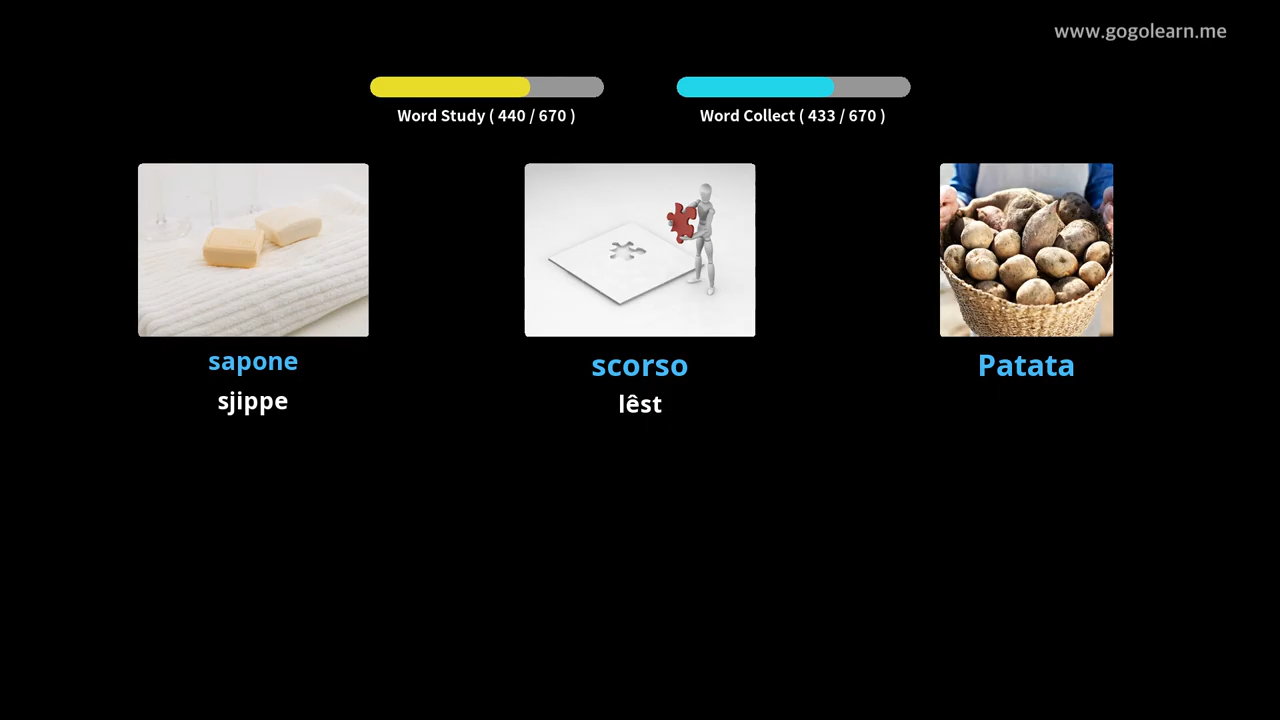 www.gogolearn.me
Word Study ( 440 / 670 )
Word Collect ( 433 / 670 )
sapone
scorso
Patata
sjippe
lêst